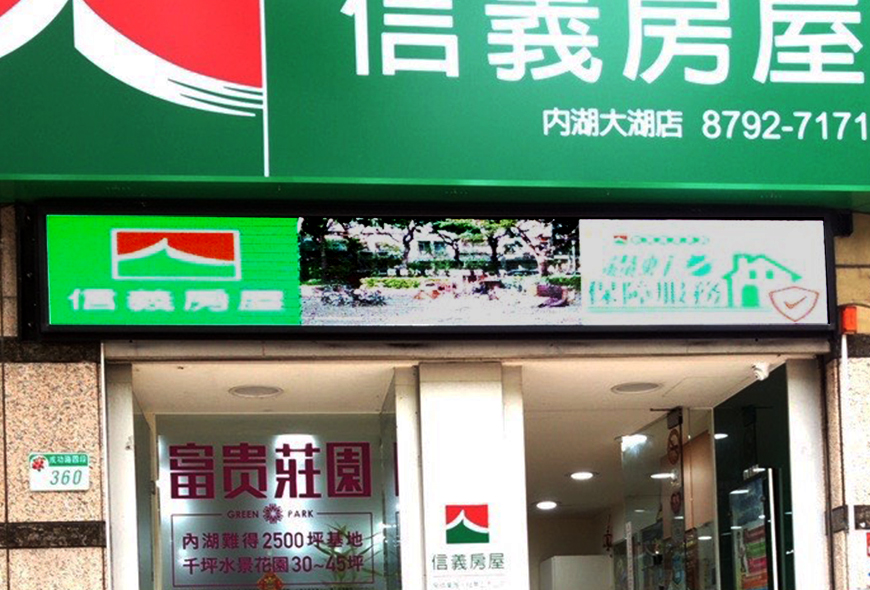 信義房屋
內湖大湖店 8792-7171
信義房屋
保障服務
成功路四段
360
富贵莊園
GREEN PARK
內湖難得2500坪基地
千坪水景花園30~45坪
信義房屋